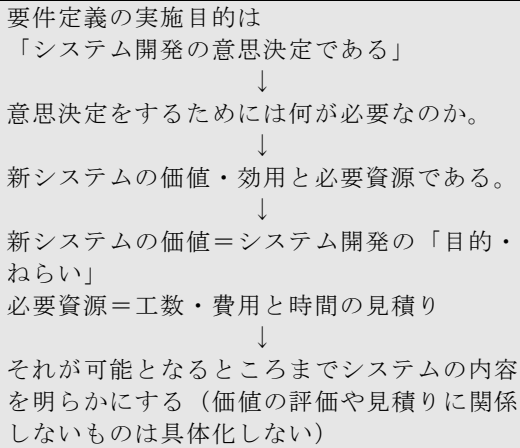 要件定義の実施目的は
「システム開発の意思決定である」
↓
意思決定をするためには何が必要なのか。
↓
新システムの価値・効用と必要資源である。
↓
新システムの価値＝システム開発の「目的・
ねらい」
必要資源＝工数・費用と時間の見積り
↓
それが可能となるところまでシステムの内容
を明らかにする（価値の評価や見積りに関係
しないものは具体化しない）